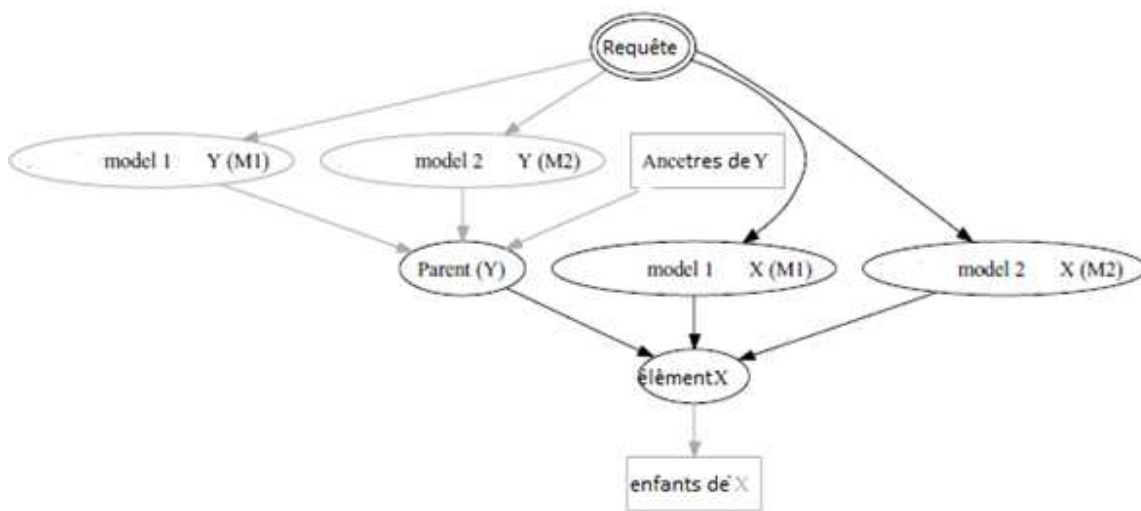 Requête
model 1 Y (M1)
model 2 Y (M2)
Ancetres de Y
Parent (Y)
model 1 X (M1)
model 2 X (M2)
élèmentX
enfants de X